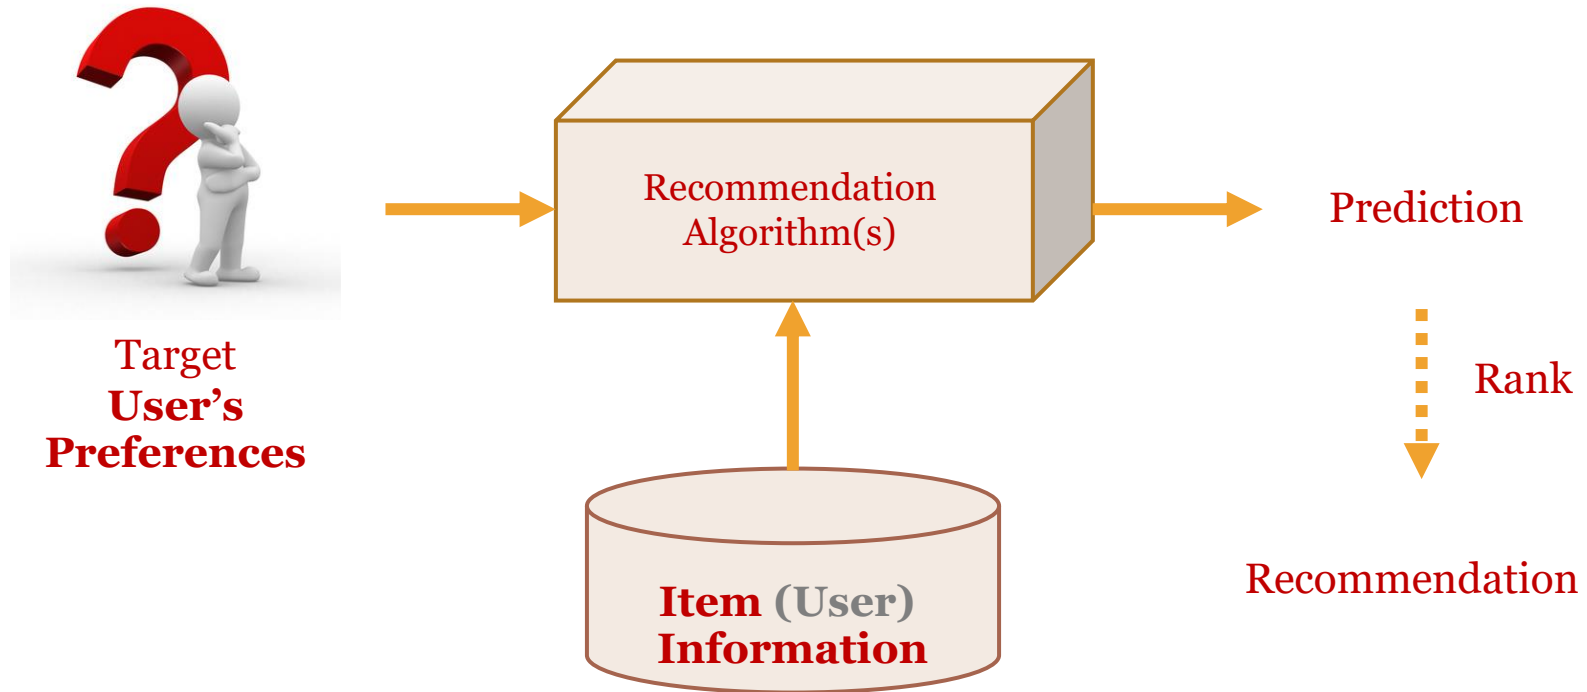 Target
User’s
Preferences
Recommendation
Algorithm(s)
Item (User)
Information
Prediction
Rank
Recommendation